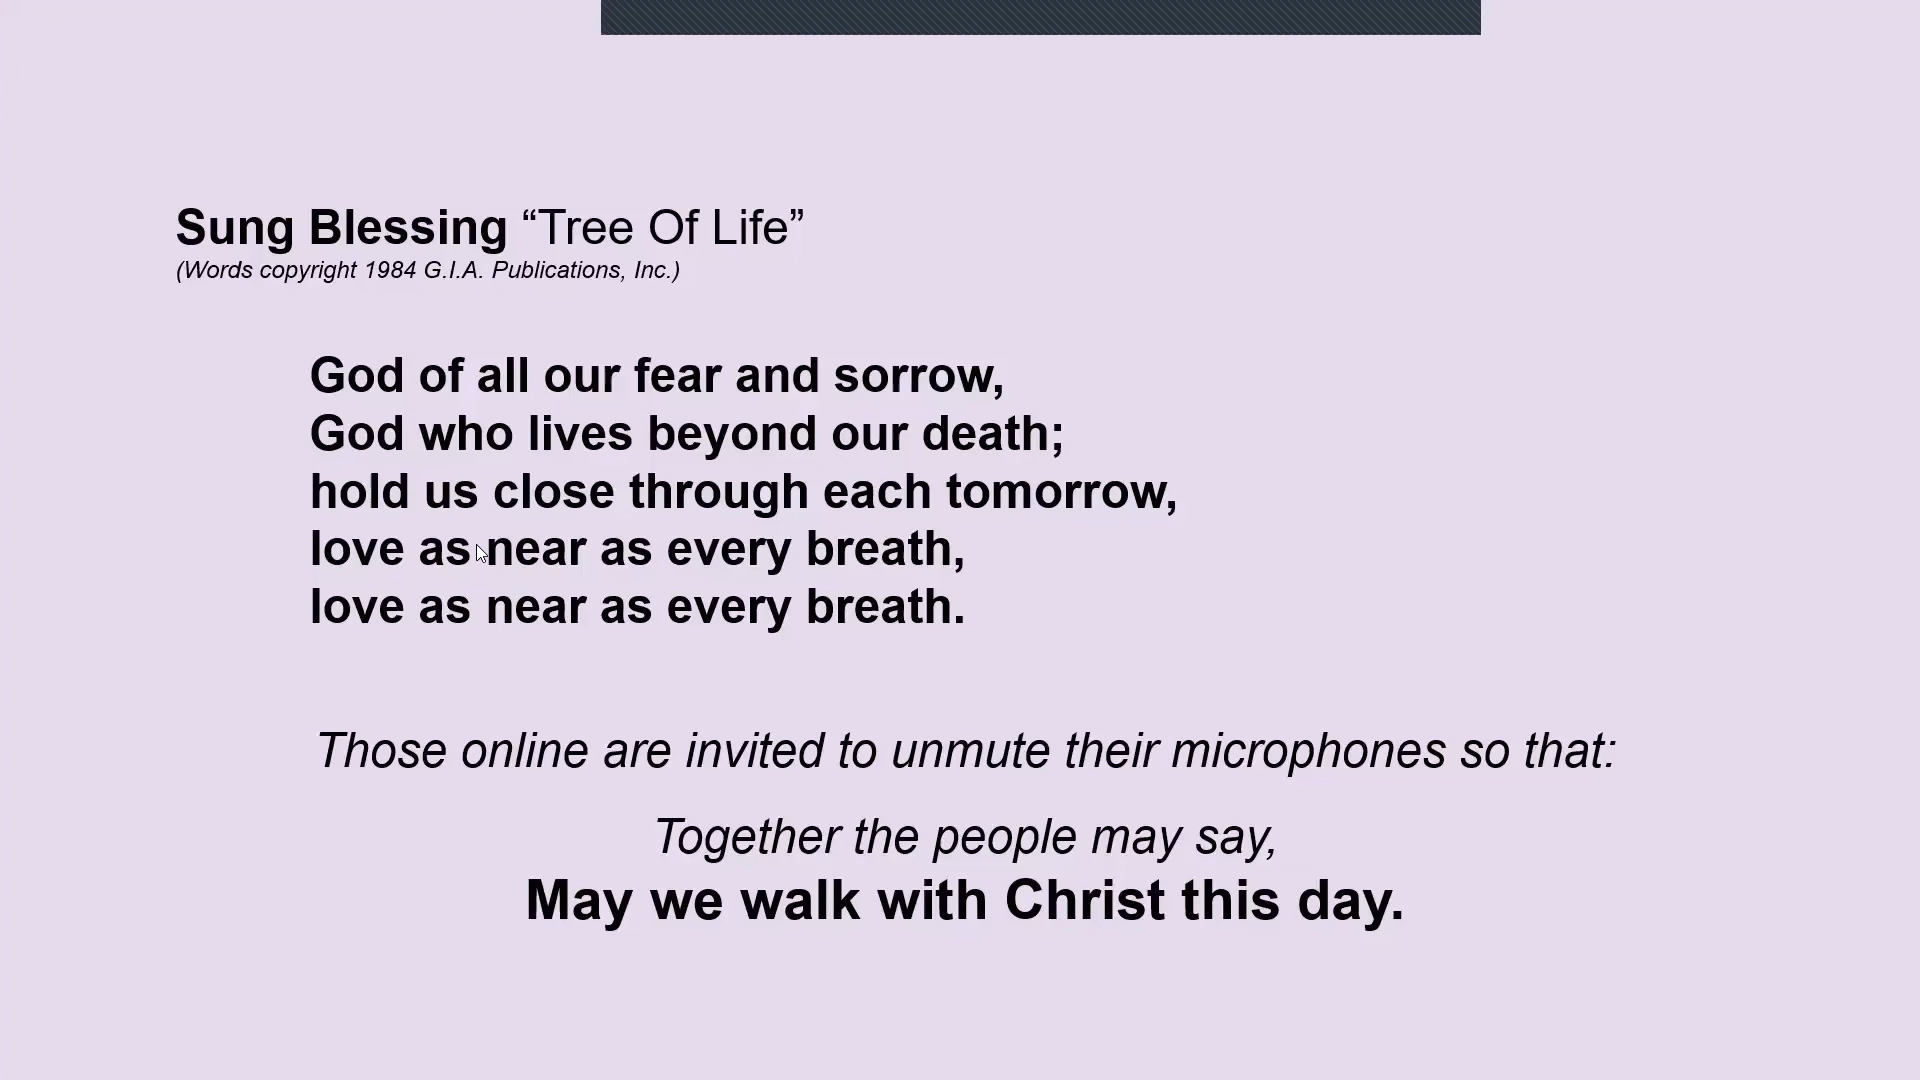 Sung Blessing “Tree Of Life”
(Words copyright 1984 G.I.A. Publications, Inc.)
God of all our fear and sorrow,
God who lives beyond our death;
hold us close through each tomorrow,
love as near as every breath,
love as near as every breath.
Those online are invited to unmute their microphones so that:
Together the people may say,
May we walk with Christ this day.